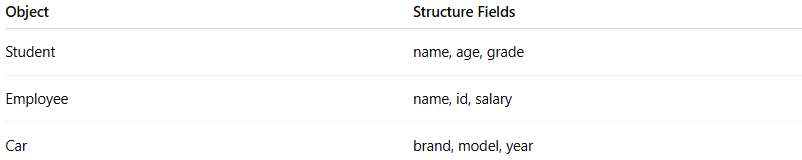 Object Structure Fields
Student name, age, grade
Employee name, id, salary
Car brand, model, year